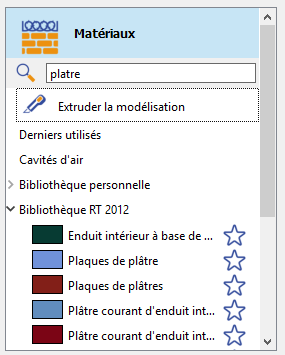 Matériaux
platre
Extruder la modélisation
Derniers utilisés
Cavités d'air
Bibliothèque personnelle
Bibliothèque RT 2012
Enduit intérieur à base de ...
Plaques de plâtre
Plaques de plâtres
Plâtre courant d'enduit int...
Plâtre courant d'enduit int...